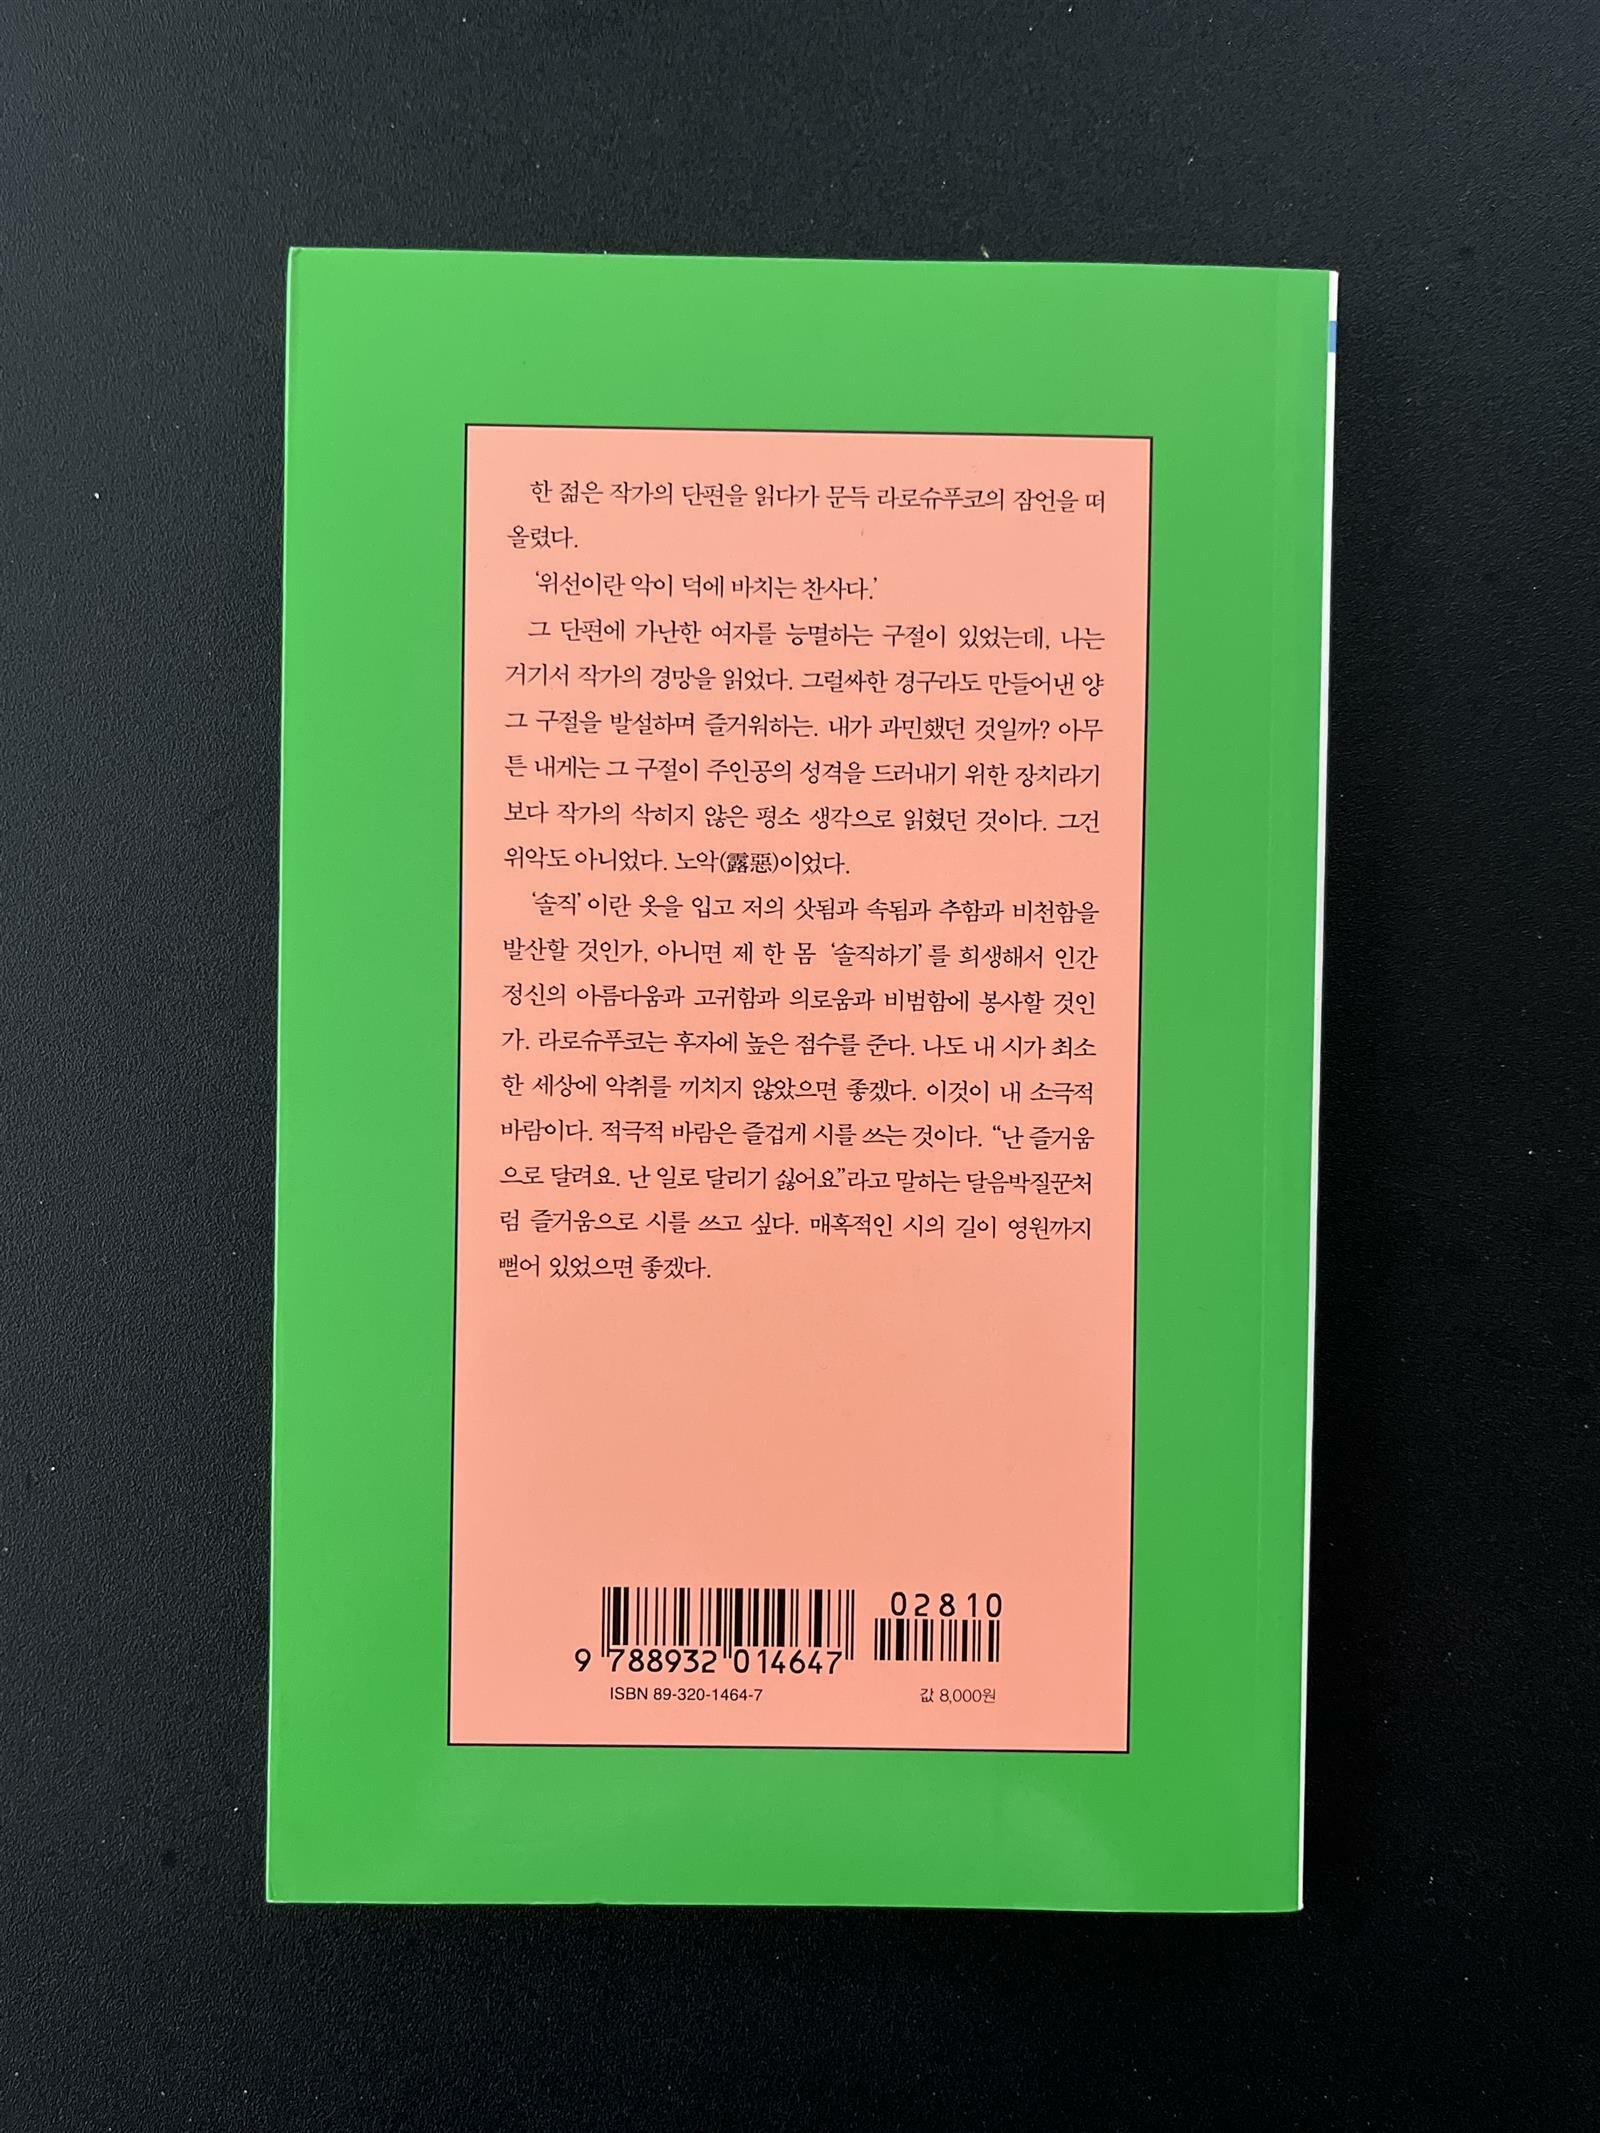 한 젊은 작가의 단편을 읽다가 문득 라로슈푸코의 잠언을 떠
올렸다.
‘위선이란 악이 덕에 바치는 찬사다.’
그 단편에 가난한 여자를 능멸하는 구절이 있었는데, 나는
거기서 작가의 경망을 읽었다. 그럴싸한 경구라도 만들어낸 양
그 구절을 발설하며 즐거워하는. 내가 과민했던 것일까? 아무
튼 내게는 그 구절이 주인공의 성격을 드러내기 위한 장치라기
보다 작가의 삭히지 않은 평소 생각으로 읽혔던 것이다. 그건
위악도 아니었다. 노악(露惡)이었다.
‘솔직’이란 옷을 입고 저의 삿됨과 속됨과 추함과 비천함을
발산할 것인가, 아니면 제 한 몸 ‘솔직하기’를 희생해서 인간
정신의 아름다움과 고귀함과 의로움과 비범함에 봉사할 것인
가. 라로슈푸코는 후자에 높은 점수를 준다. 나도 내 시가 최소
한 세상에 악취를 끼치지 않았으면 좋겠다. 이것이 내 소극적
바람이다. 적극적 바람은 즐겁게 시를 쓰는 것이다. “난 즐거움
으로 달려요. 난 일로 달리기 싫어요”라고 말하는 달음박질꾼처
럼 즐거움으로 시를 쓰고 싶다. 매혹적인 시의 길이 영원까지
뻗어 있었으면 좋겠다.
02810
9 788932 014647
ISBN 89-320-1464-7
값 8,000원